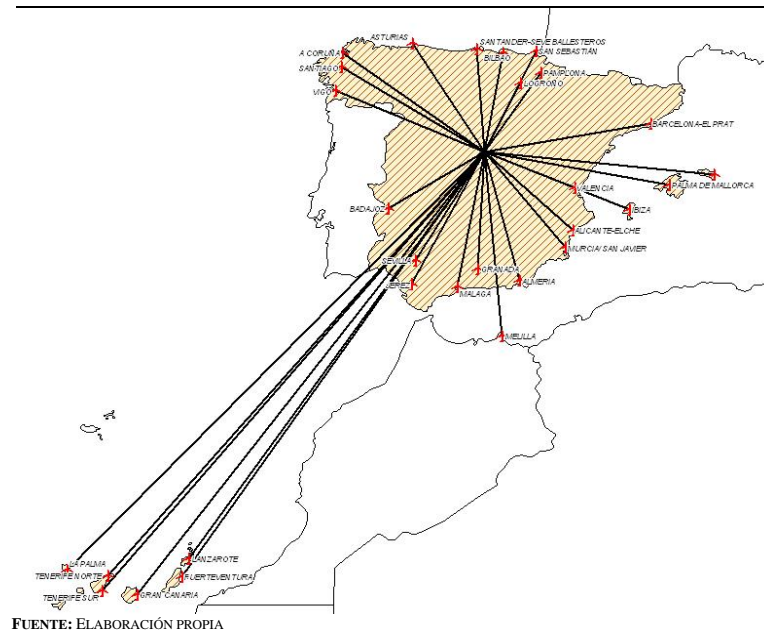 ASTURIAS
SANTANDER-SEVE BALLESTEROS
A CORUÑA
BILBAO
SAN SEBASTIÁN
SANTIAGO
PAMPLONA
LOGROÑO
VIGO
BARCELONA-EL PRAT
VALENCIA
PALMA DE MALLORCA
BADAJOZ
IBIZA
ALICANTE-ELCHE
MURCIA/SAN JAVIER
SEVILLA
GRANADA
JEREZ
ALMERIA
MALAGA
MELILLA
LA PALMA
LANZAROTE
TENERIFE NORTE
FUERTEVENTURA
TENERIFE SUR
GRAN CANARIA
FUENTE: ELABORACIÓN PROPIA